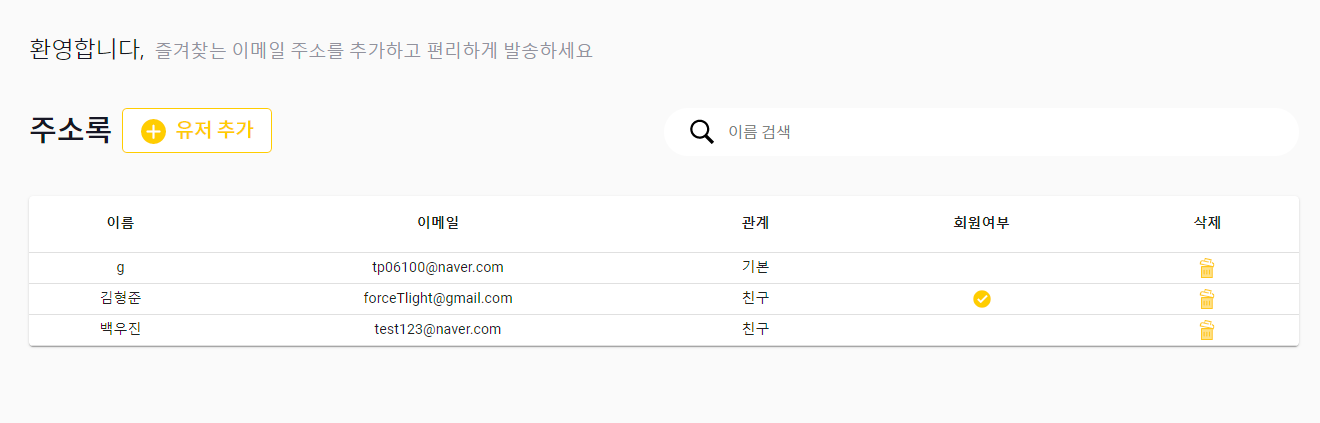 환영합니다, 즐겨찾는 이메일 주소를 추가하고 편리하게 발송하세요
주소록 유저 추가 이름 검색
이름 이메일 관계 회원여부 삭제
g tp06100@naver.com 기본
김형준 forceTlight@gmail.com 친구
백우진 test123@naver.com 친구